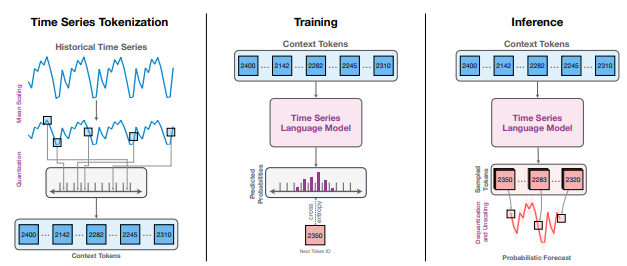 Time Series Tokenization
Historical Time Series
Mean Scaling
Quantization
2400 ... 2142 ... 2282 ... 2245 ... 2310
Context Tokens
Training
Context Tokens
2400 ... 2142 ... 2282 ... 2245 ... 2310
Time Series
Language Model
Predicted
Probabilities
cross
entropy
2350
Next Token ID
Inference
Context Tokens
2400 ... 2142 ... 2282 ... 2245 ... 2310
Time Series
Language Model
Sampled
Tokens
2350 ... 2283 ... 2320
Dequantization
and Unscaling
Probabilistic Forecast